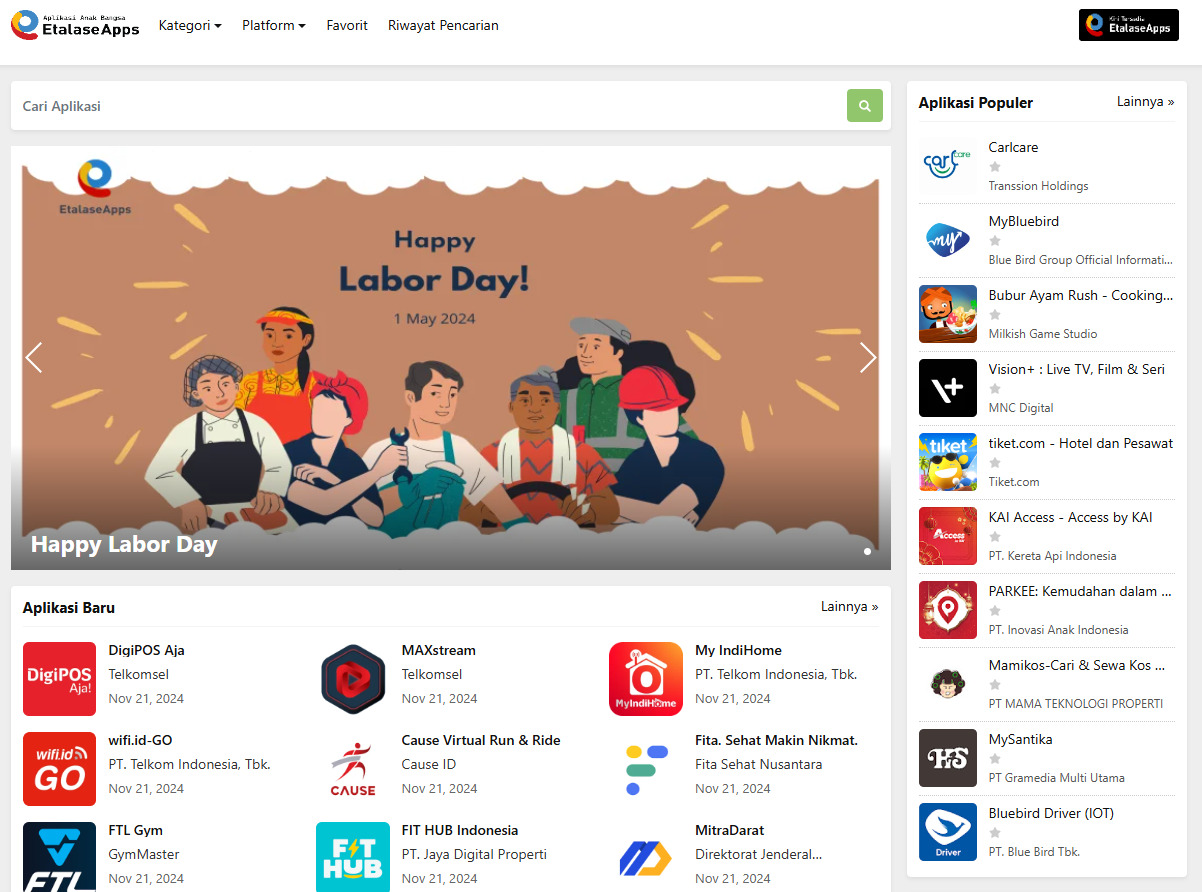 Aplikasi Anak Bangsa
EtalaseApps
Kategori
Platform
Favorit
Riwayat Pencarian
Kini Tersedia
EtalaseApps
Cari Aplikasi
EtalaseApps
Happy
Labor Day!
1 May 2024
Happy Labor Day
Aplikasi Baru
Lainnya »
DigiPOS
Aja!
DigiPOS Aja
Telkomsel
Nov 21, 2024
MAXstream
Telkomsel
Nov 21, 2024
MyIndiHome
My IndiHome
PT. Telkom Indonesia, Tbk.
Nov 21, 2024
wifi.id
GO
wifi.id-GO
PT. Telkom Indonesia, Tbk.
Nov 21, 2024
CAUSE
Cause Virtual Run & Ride
Cause ID
Nov 21, 2024
Fita. Sehat Makin Nikmat.
Fita Sehat Nusantara
Nov 21, 2024
FTL
FTL Gym
GymMaster
Nov 21, 2024
FIT
HUB
FIT HUB Indonesia
PT. Jaya Digital Properti
Nov 21, 2024
MitraDarat
Direktorat Jenderal...
Nov 21, 2024
Aplikasi Populer
Lainnya »
carl care
Carlcare
Transsion Holdings
my
MyBluebird
Blue Bird Group Official Informati...
Bubur Ayam Rush - Cooking...
Milkish Game Studio
V+
Vision+ : Live TV, Film & Seri
MNC Digital
tiket
tiket.com - Hotel dan Pesawat
Tiket.com
Access
KAI Access - Access by KAI
PT. Kereta Api Indonesia
PARKEE: Kemudahan dalam ...
PT. Inovasi Anak Indonesia
Mamikos-Cari & Sewa Kos ...
PT MAMA TEKNOLOGI PROPERTI
HS
MySantika
PT Gramedia Multi Utama
Driver
Bluebird Driver (IOT)
PT. Blue Bird Tbk.